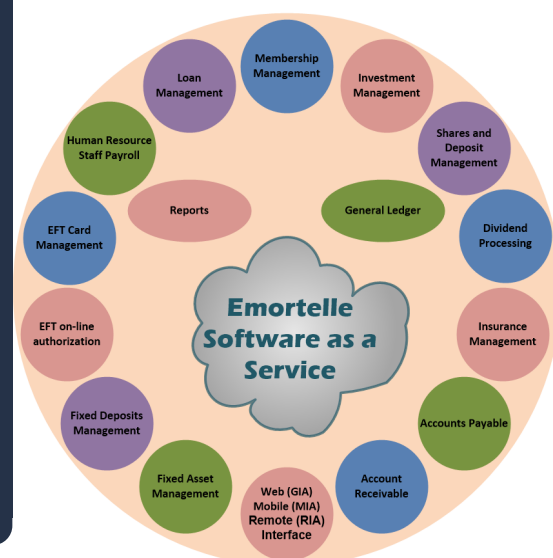 Membership
Management
Loan
Management
Investment
Management
Human Resource
Staff Payroll
Shares and
Deposit
Management
Reports
General Ledger
EFT Card
Management
Dividend
Processing
Emortelle
Software as a
Service
EFT on-line
authorization
Insurance
Management
Fixed Deposits
Management
Accounts Payable
Fixed Asset
Management
Account
Receivable
Web (GIA)
Mobile (MIA)
Remote (RIA)
Interface